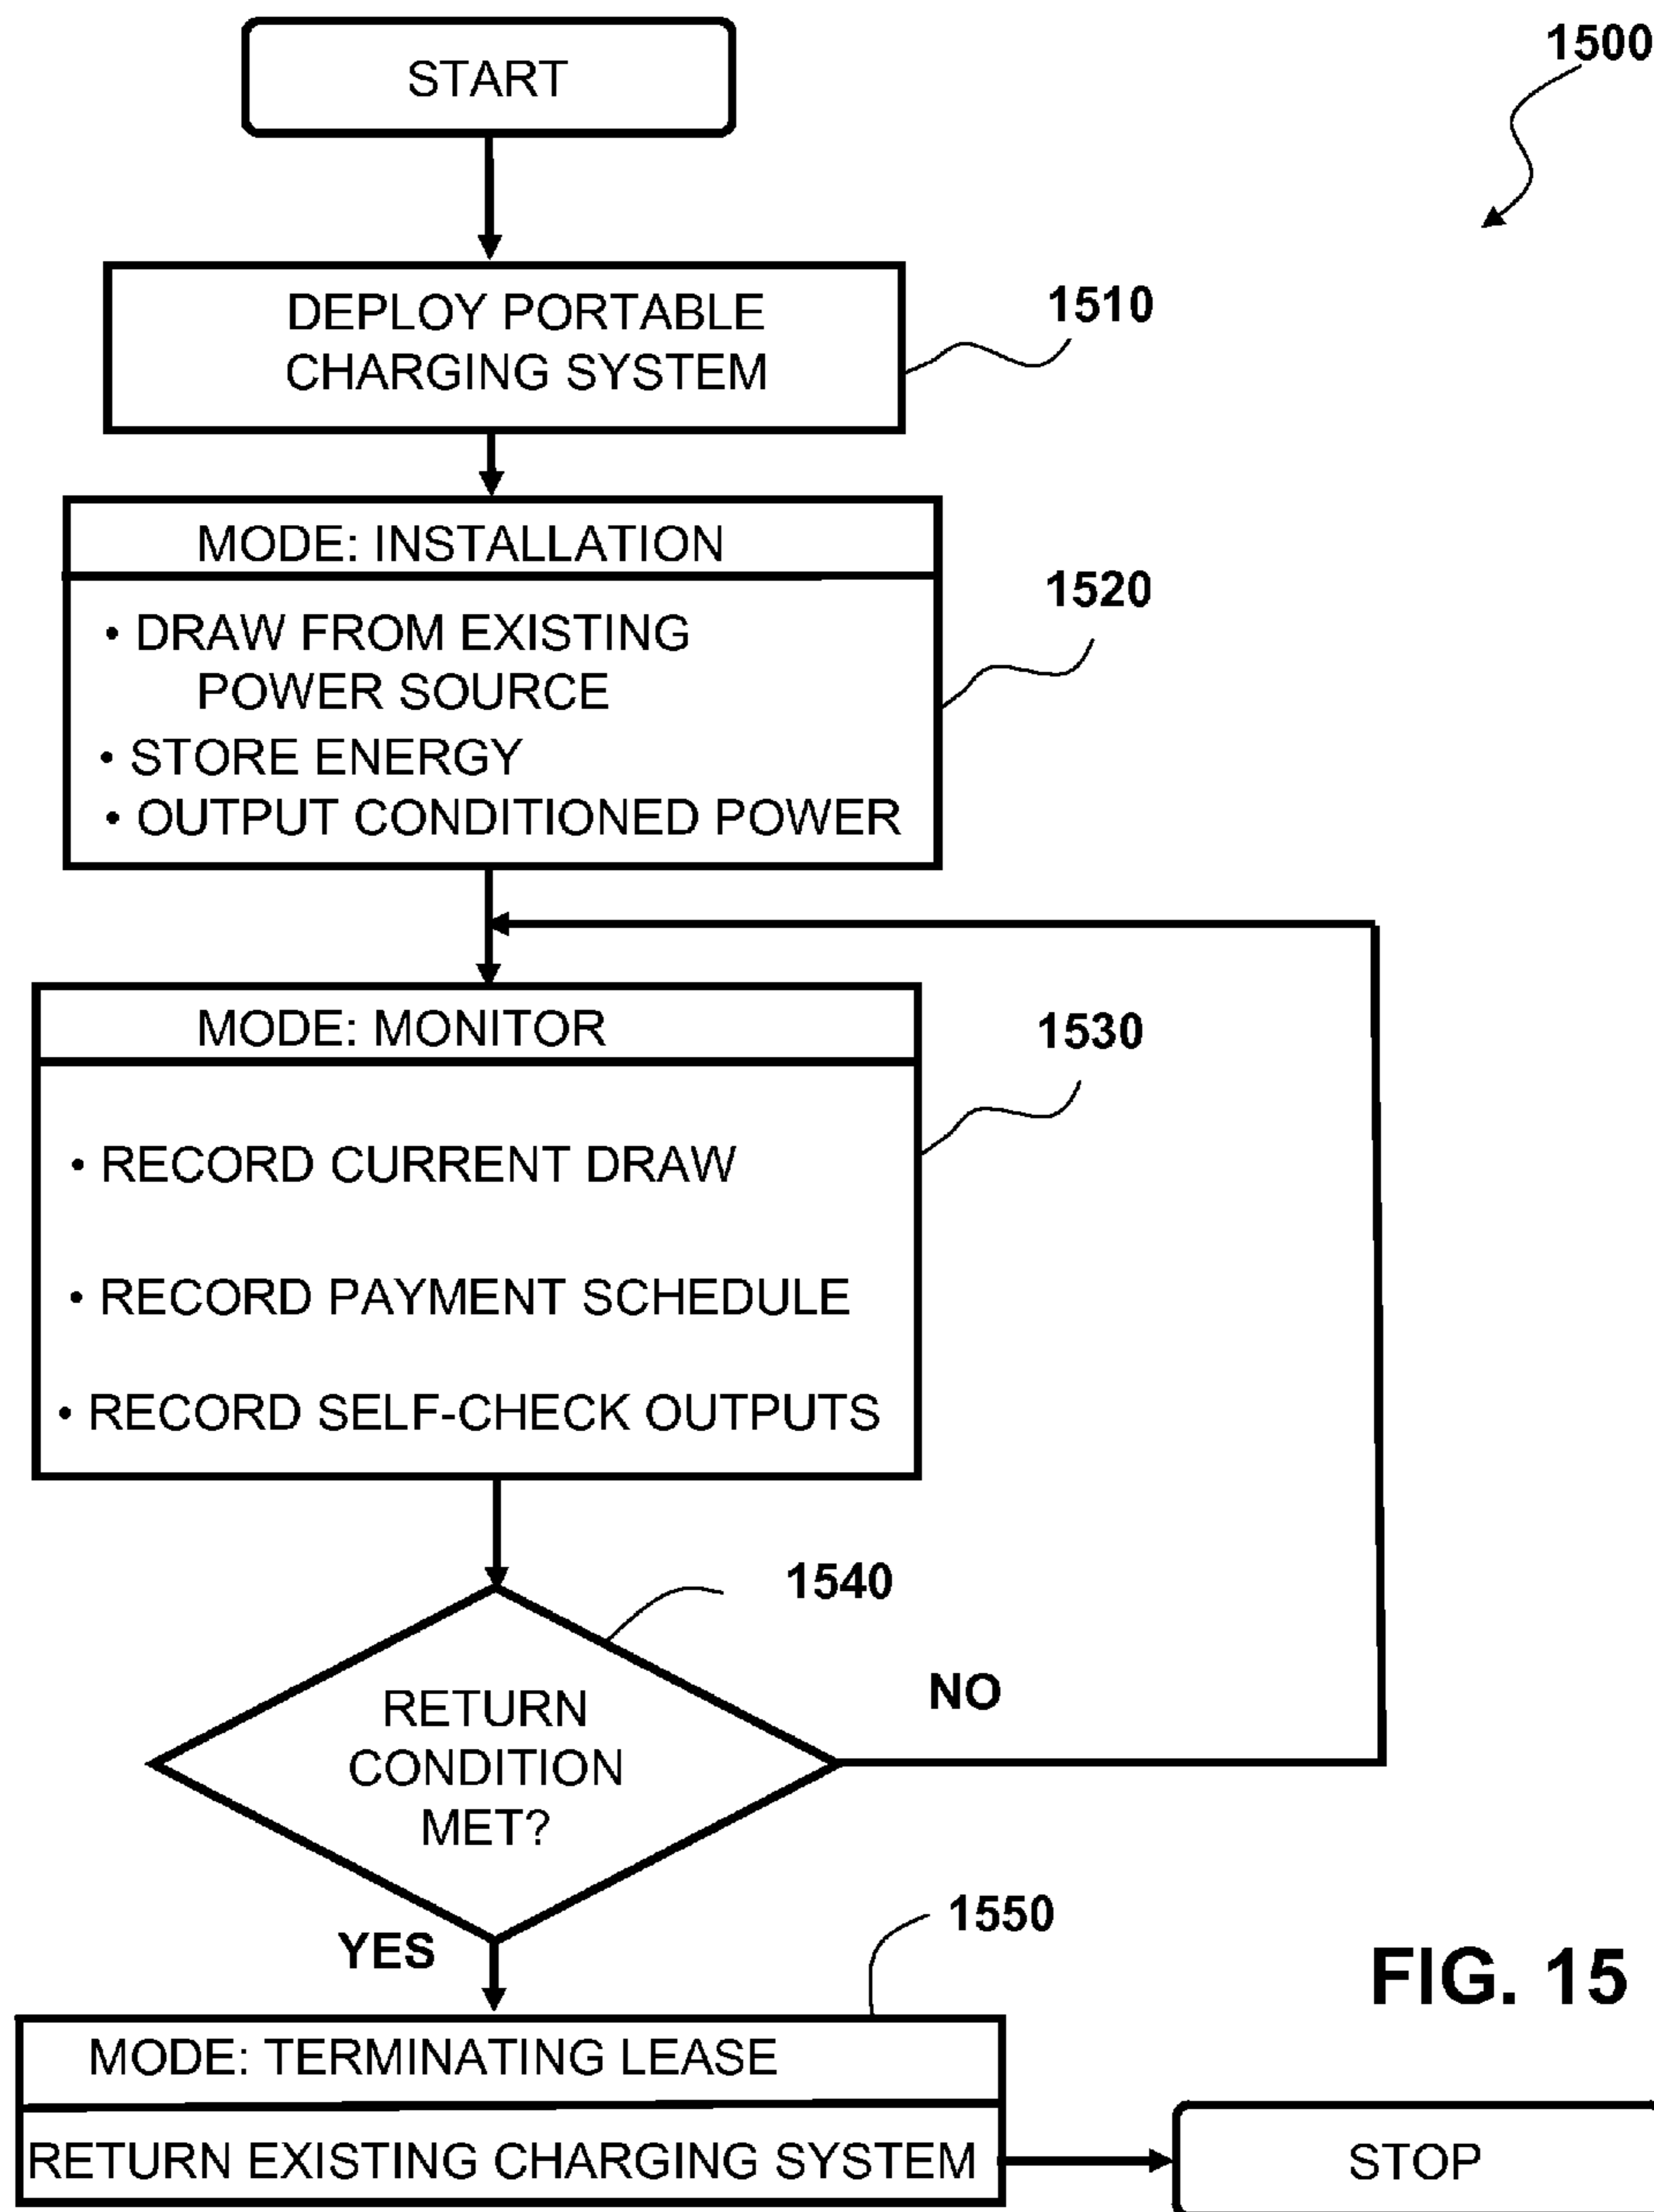 START
1500
DEPLOY PORTABLE
CHARGING SYSTEM
1510
MODE: INSTALLATION
• DRAW FROM EXISTING
POWER SOURCE
• STORE ENERGY
• OUTPUT CONDITIONED POWER
1520
MODE: MONITOR
• RECORD CURRENT DRAW
• RECORD PAYMENT SCHEDULE
• RECORD SELF-CHECK OUTPUTS
1530
1540
RETURN
CONDITION
MET?
NO
YES
1550
MODE: TERMINATING LEASE
RETURN EXISTING CHARGING SYSTEM
STOP
FIG. 15